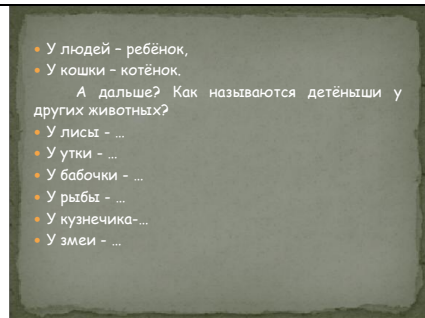 У людей – ребёнок,
У кошки – котёнок.
А дальше? Как называются детёныши у
других животных?
У лисы - …
У утки - …
У бабочки - …
У рыбы - …
У кузнечика-…
У змеи - …